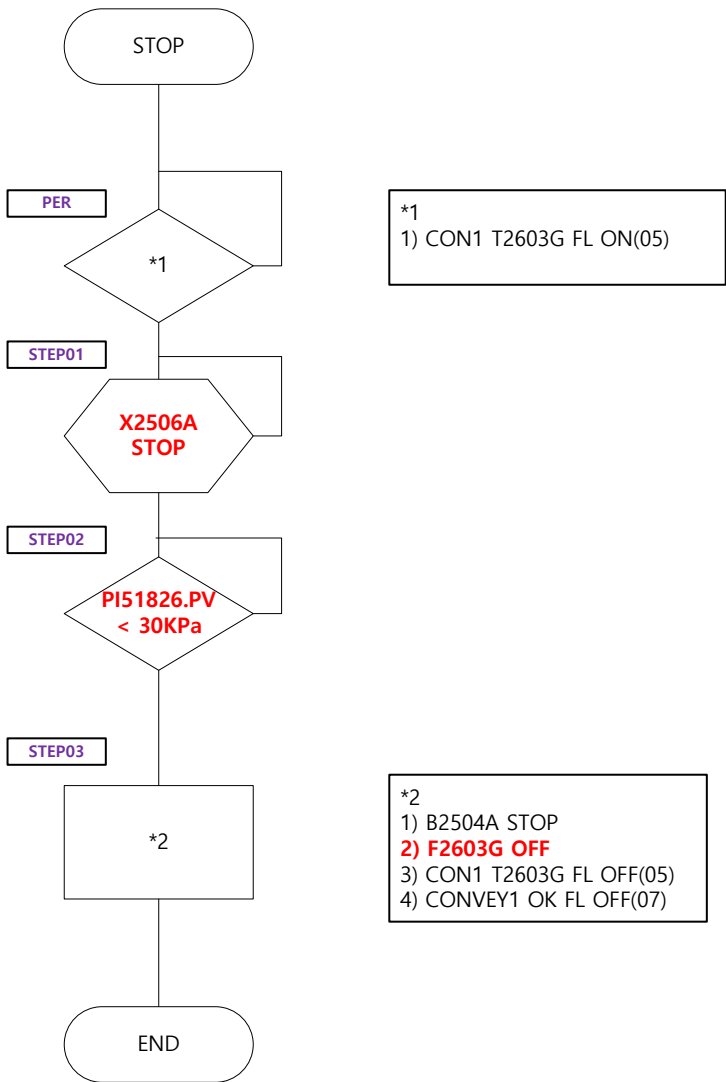 STOP
PER
*1
*1
1) CON1 T2603G FL ON(05)
STEP01
X2506A
STOP
STEP02
PI51826.PV
< 30KPa
STEP03
*2
*2
1) B2504A STOP
2) F2603G OFF
3) CON1 T2603G FL OFF(05)
4) CONVEY1 OK FL OFF(07)
END